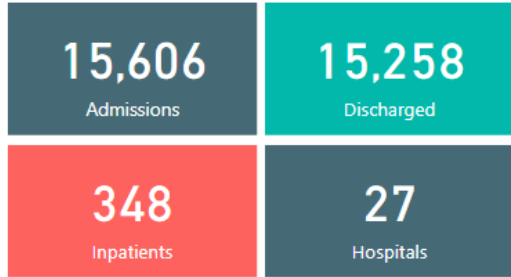 15,606
Admissions
15,258
Discharged
348
Inpatients
27
Hospitals